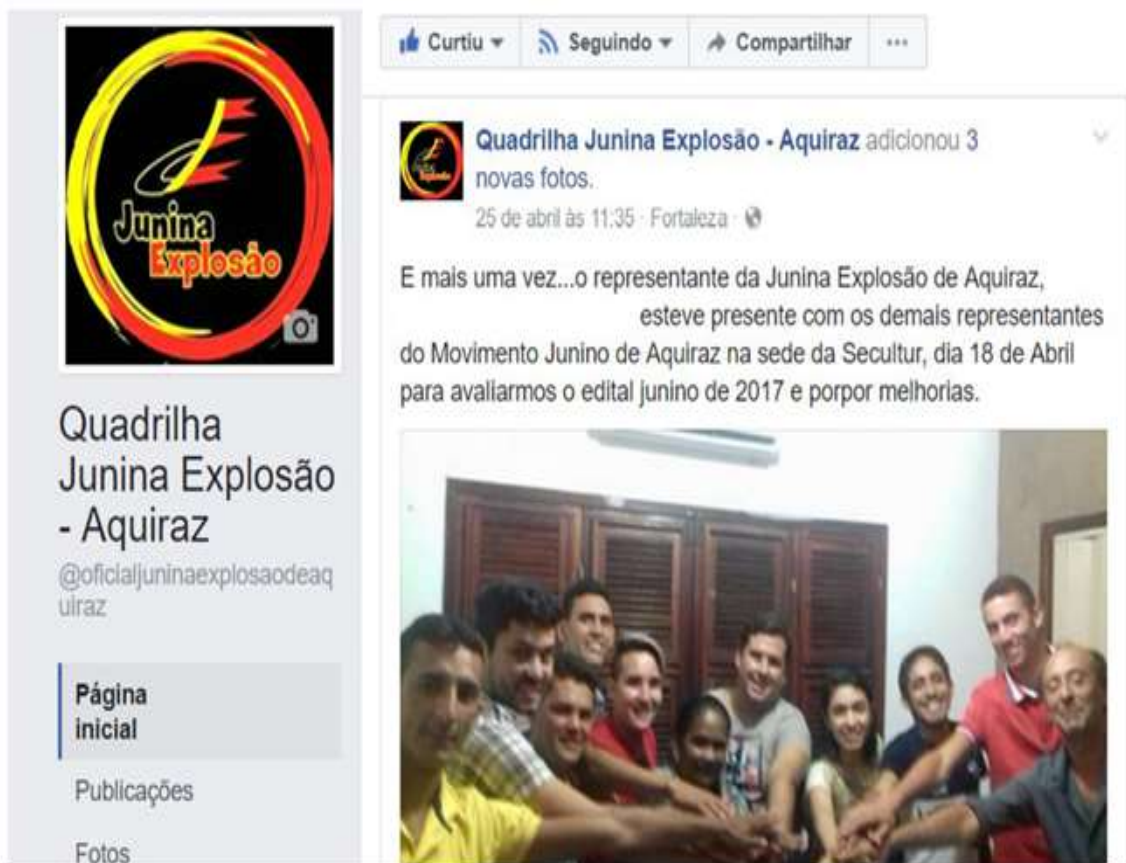 Junina
Explosão
Quadrilha
Junina Explosão
- Aquiraz
@oficialjuninaexplosaodeaq
uiraz
Página
inicial
Publicações
Fotos
Curtiu
Seguindo
Compartilhar
Quadrilha Junina Explosão - Aquiraz adicionou 3
novas fotos.
25 de abril às 11:35 · Fortaleza ·
E mais uma vez...o representante da Junina Explosão de Aquiraz,
esteve presente com os demais representantes
do Movimento Junino de Aquiraz na sede da Secultur, dia 18 de Abril
para avaliarmos o edital junino de 2017 e porpor melhorias.